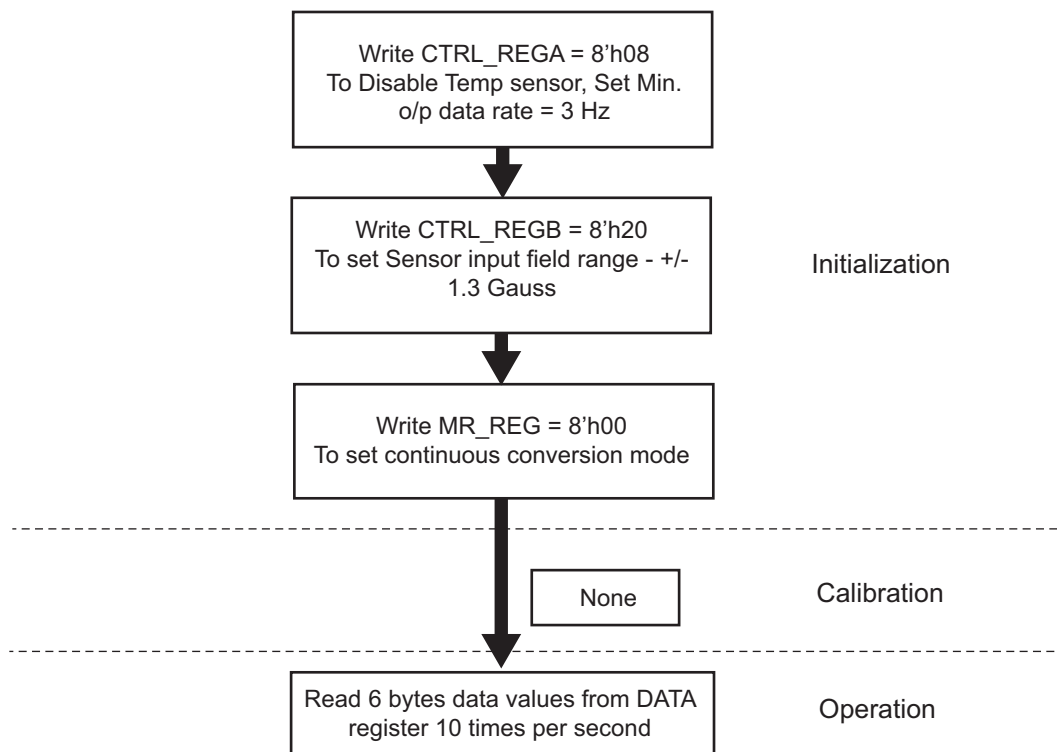 Write CTRL_REGA = 8’h08
To Disable Temp sensor, Set Min.
o/p data rate = 3 Hz
Write CTRL_REGB = 8’h20
To set Sensor input field range - +/-
1.3 Gauss
Initialization
Write MR_REG = 8’h00
To set continuous conversion mode
None
Calibration
Read 6 bytes data values from DATA
register 10 times per second
Operation